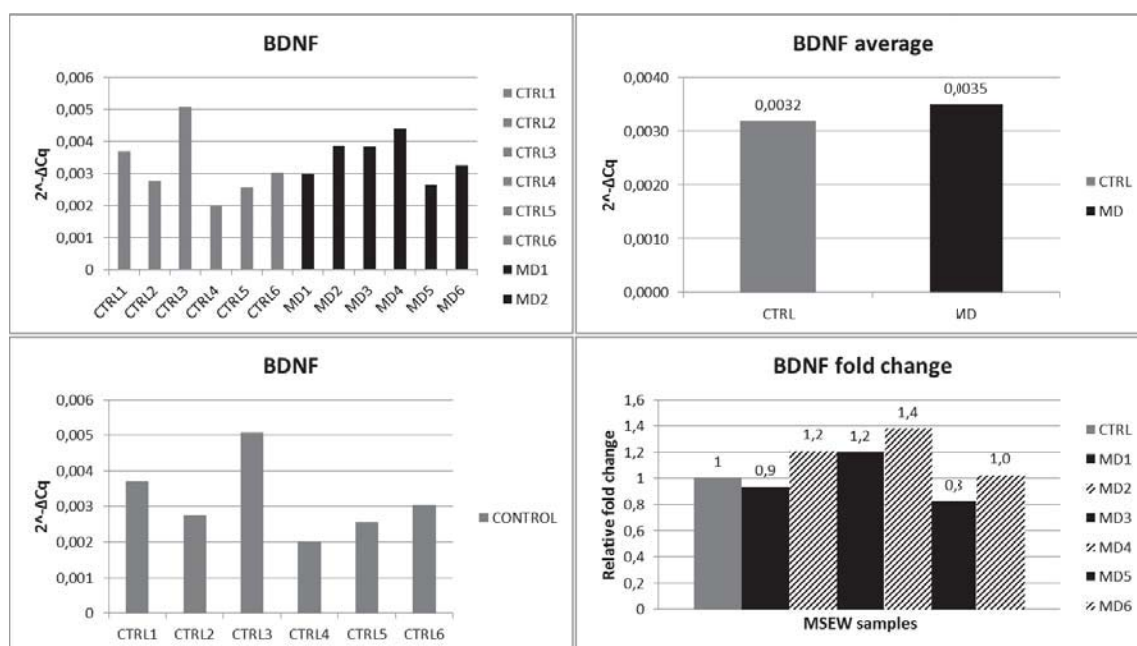 BDNF
0,006
0,005
0,004
0,003
0,002
0,001
0
2^-ΔCq
CTRL1
CTRL2
CTRL3
CTRL4
CTRL5
CTRL6
MD1
MD2
MD3
MD4
MD5
MD6
CTRL1
CTRL2
CTRL3
CTRL4
CTRL5
CTRL6
MD1
MD2
BDNF average
0,0040
0,0030
0,0020
0,0010
0,0000
2^-ΔCq
0,0032
0,0035
CTRL
MD
CTRL
MD
BDNF
0,006
0,005
0,004
0,003
0,002
0,001
0
2^-ΔCq
CTRL1 CTRL2 CTRL3 CTRL4 CTRL5 CTRL6
CONTROL
BDNF fold change
1,6
1,4
1,2
1
0,8
0,6
0,4
0,2
0
Relative fold change
1
0,9
1,2
1,2
1,4
0,8
1,0
MSEW samples
CTRL
MD1
MD2
MD3
MD4
MD5
MD6